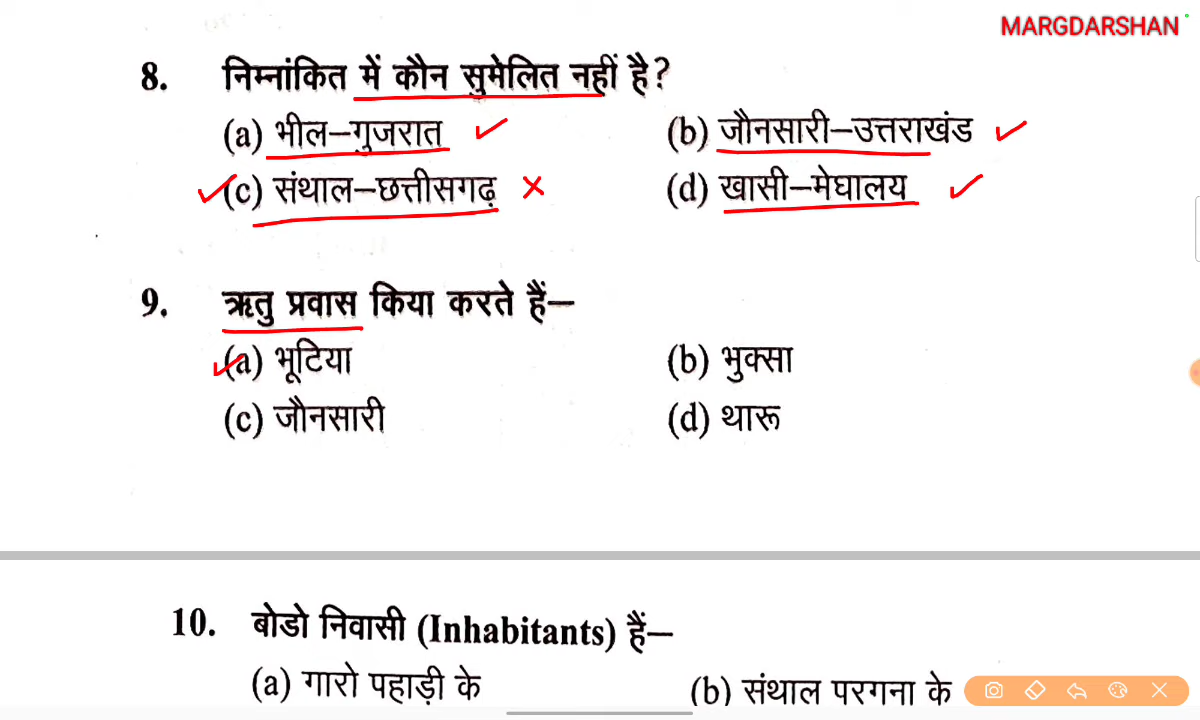 MARGDARSHAN
8. निम्नांकित में कौन सुमेलित नहीं है?
(a) भील–गुजरात (b) जौनसारी–उत्तराखंड
(c) संथाल–छत्तीसगढ़ (d) खासी–मेघालय
9. ऋतु प्रवास किया करते हैं–
(a) भूटिया (b) भुक्सा
(c) जौनसारी (d) थारू
10. बोडो निवासी (Inhabitants) हैं–
(a) गारो पहाड़ी के (b) संथाल परगना के